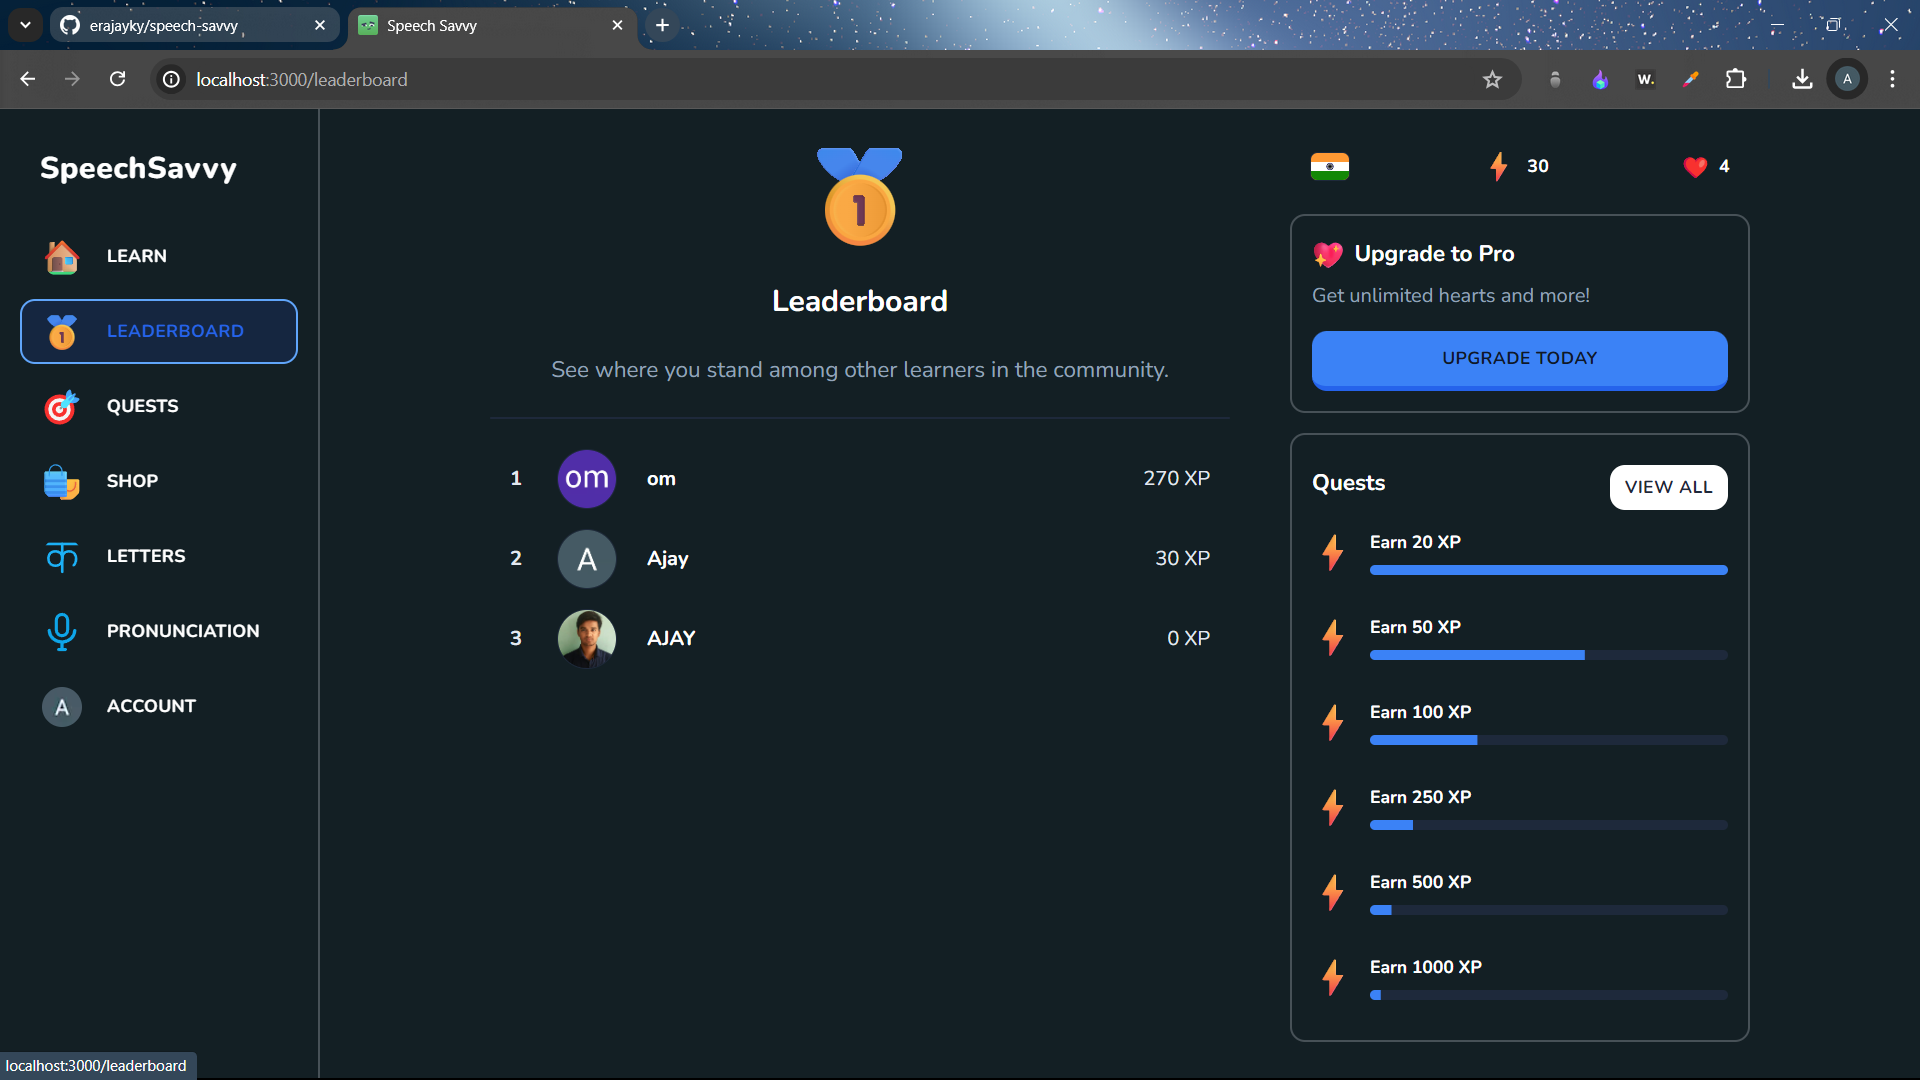 erajayky/speech-savvy
Speech Savvy
localhost:3000/leaderboard
W.
A
SpeechSavvy
LEARN
1 LEADERBOARD
QUESTS
SHOP
क LETTERS
PRONUNCIATION
A ACCOUNT
1
Leaderboard
See where you stand among other learners in the community.
1 om om 270 XP
2 A Ajay 30 XP
3 AJAY 0 XP
30 4
Upgrade to Pro
Get unlimited hearts and more!
UPGRADE TODAY
Quests VIEW ALL
Earn 20 XP
Earn 50 XP
Earn 100 XP
Earn 250 XP
Earn 500 XP
Earn 1000 XP
localhost:3000/leaderboard